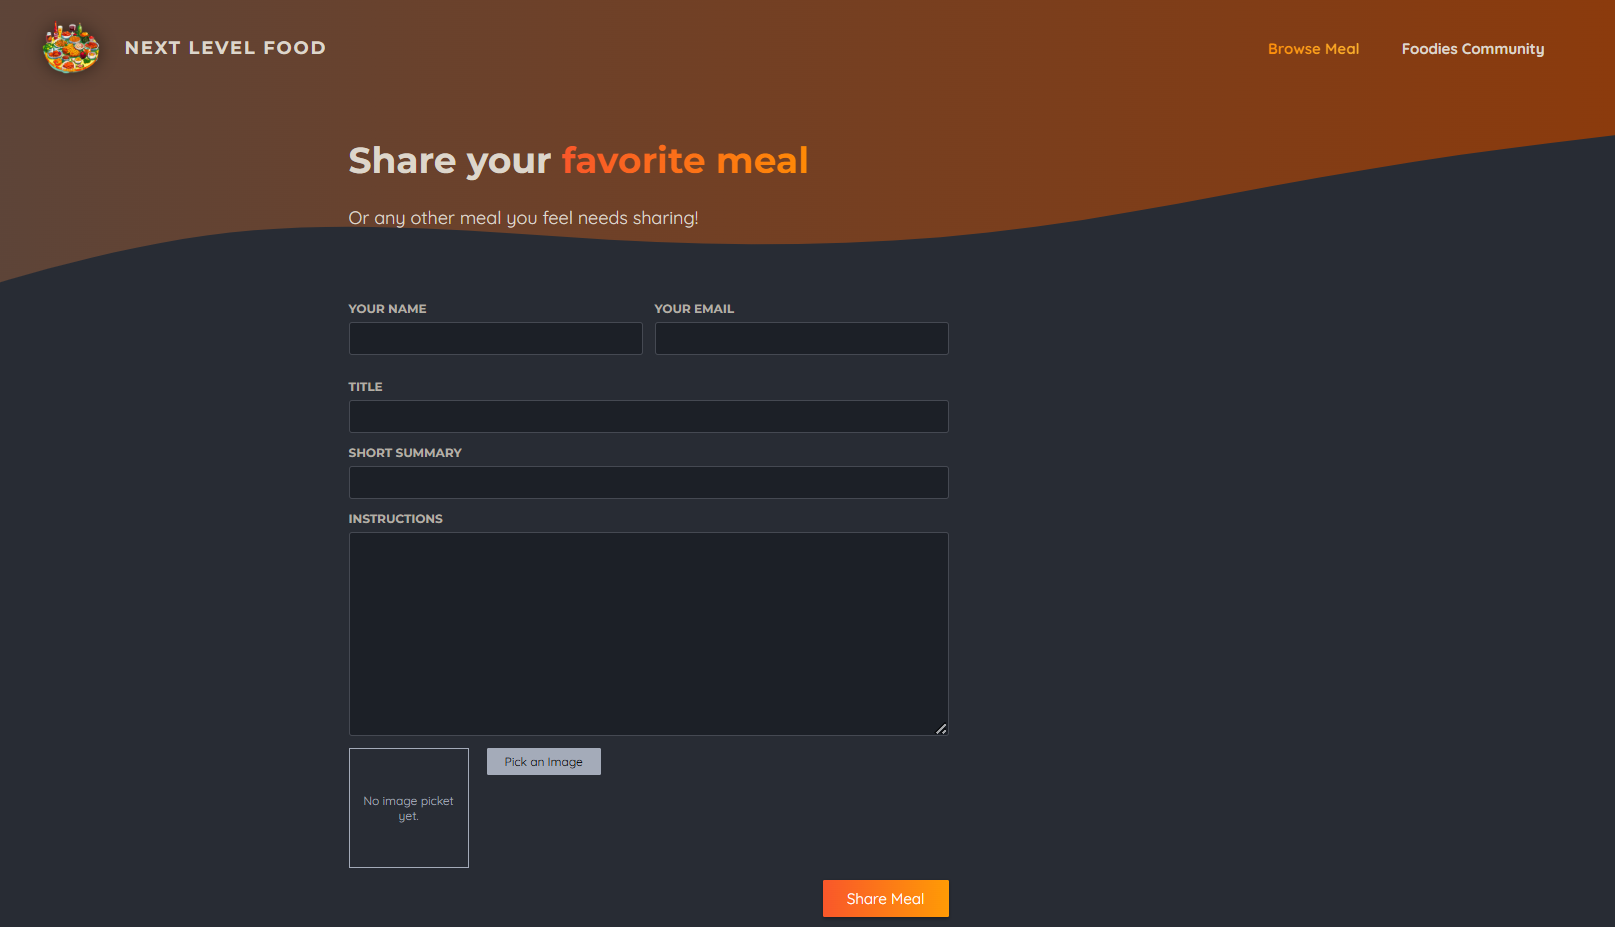 NEXT LEVEL FOOD
Browse Meal
Foodies Community
Share your favorite meal
Or any other meal you feel needs sharing!
YOUR NAME
YOUR EMAIL
TITLE
SHORT SUMMARY
INSTRUCTIONS
Pick an Image
No image picket
yet.
Share Meal